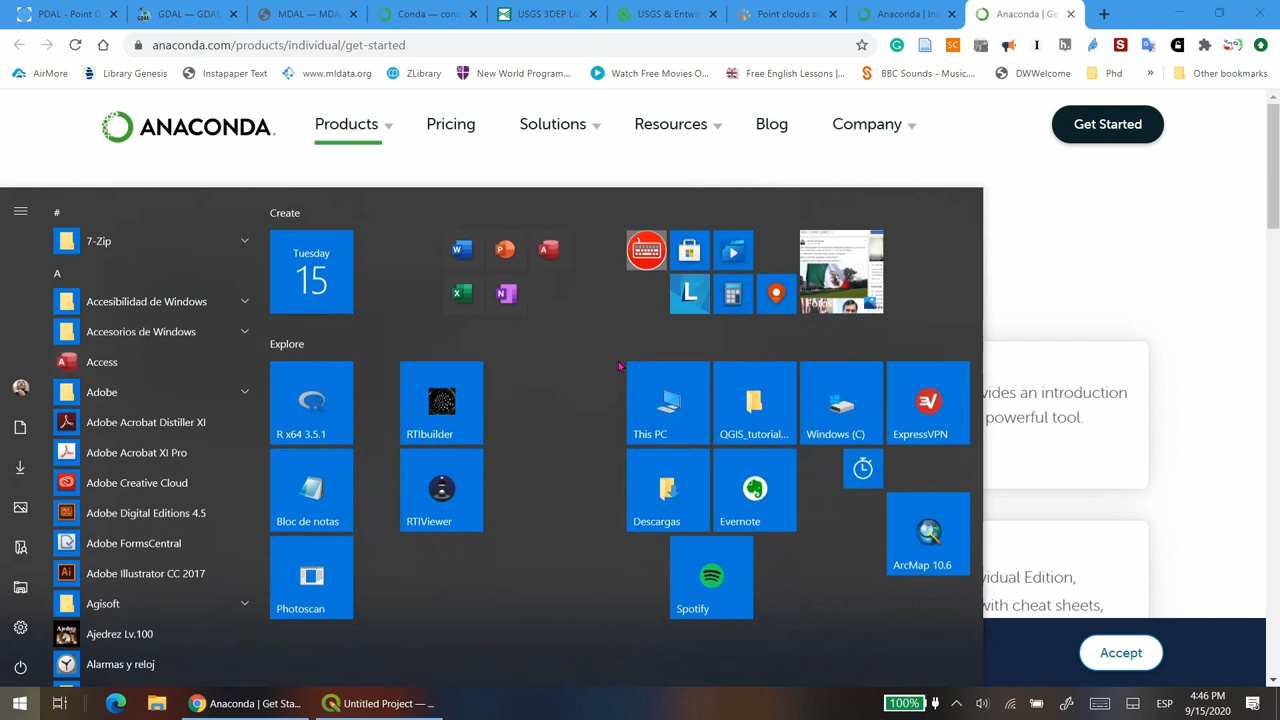 PDAL - Point D
GDAL — GDAL
MDAL — MDA
Conda — cond
USGS 3DEP Lid
USGS & Entwi
Point clouds su
Anaconda | Ind
Anaconda | Ge
anaconda.com/products/individual/get-started
AirMore
Library Genesis
Instapaper Text
www.mldata.org
ZLibrary
New World Program...
Watch Free Movies O...
Free English Lessons |...
BBC Sounds - Music....
DWWelcome
Phd
»
Other bookmarks
ANACONDA.
Products
Pricing
Solutions
Resources
Blog
Company
Get Started
#
7-Zip
A
Accesibilidad de Windows
Accesorios de Windows
Access
Adobe
Adobe Acrobat Distiller XI
Adobe Acrobat XI Pro
Adobe Creative Cloud
Adobe Digital Editions 4.5
Adobe FormsCentral
Adobe Illustrator CC 2017
Agisoft
Ajedrez Lv.100
Alarmas y reloj
Create
Tuesday
15
Explore
R x64 3.5.1
RTIbuilder
This PC
QGIS_tutorial...
Windows (C)
ExpressVPN
Bloc de notas
RTIViewer
Descargas
Evernote
ArcMap 10.6
Photoscan
Spotify
vides an introduction
powerful tool.
vidual Edition,
with cheat sheets,
Accept
Anaconda | Get Sta...
Untitled Project — ...
100%
ESP
4:46 PM
9/15/2020